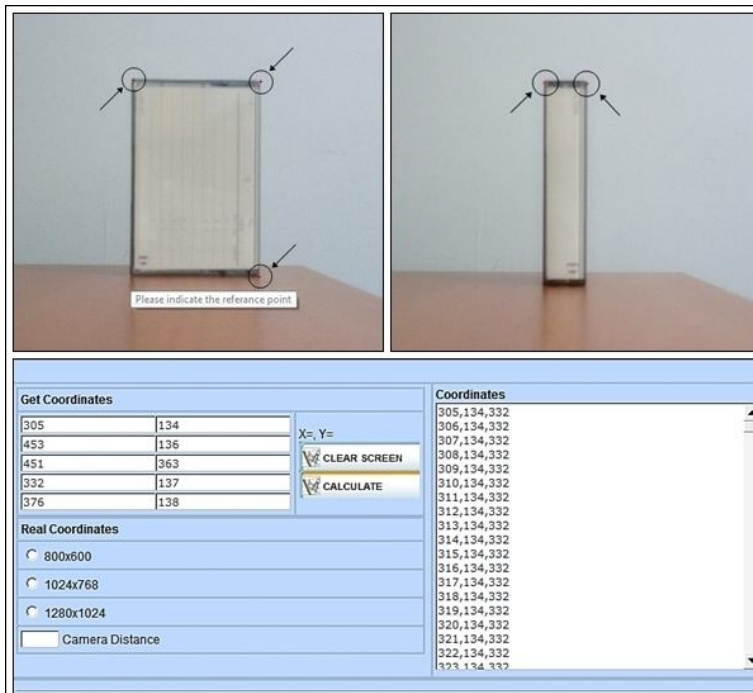 Please indicate the referance point
Get Coordinates
305 134
453 136
451 363
332 137
376 138
X=, Y=
CLEAR SCREEN
CALCULATE
Real Coordinates
800x600
1024x768
1280x1024
Camera Distance
Coordinates
305,134,332
306,134,332
307,134,332
308,134,332
309,134,332
310,134,332
311,134,332
312,134,332
313,134,332
314,134,332
315,134,332
316,134,332
317,134,332
318,134,332
319,134,332
320,134,332
321,134,332
322,134,332
323,134,332